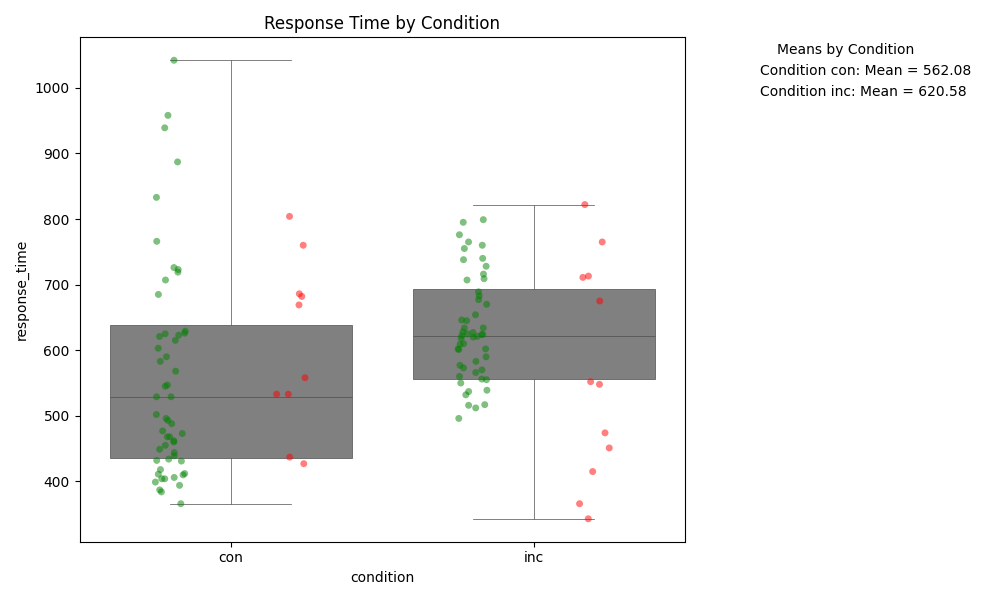 Response Time by Condition
Means by Condition
Condition con: Mean = 562.08
Condition inc: Mean = 620.58
response_time
1000
900
800
700
600
500
400
con
inc
condition